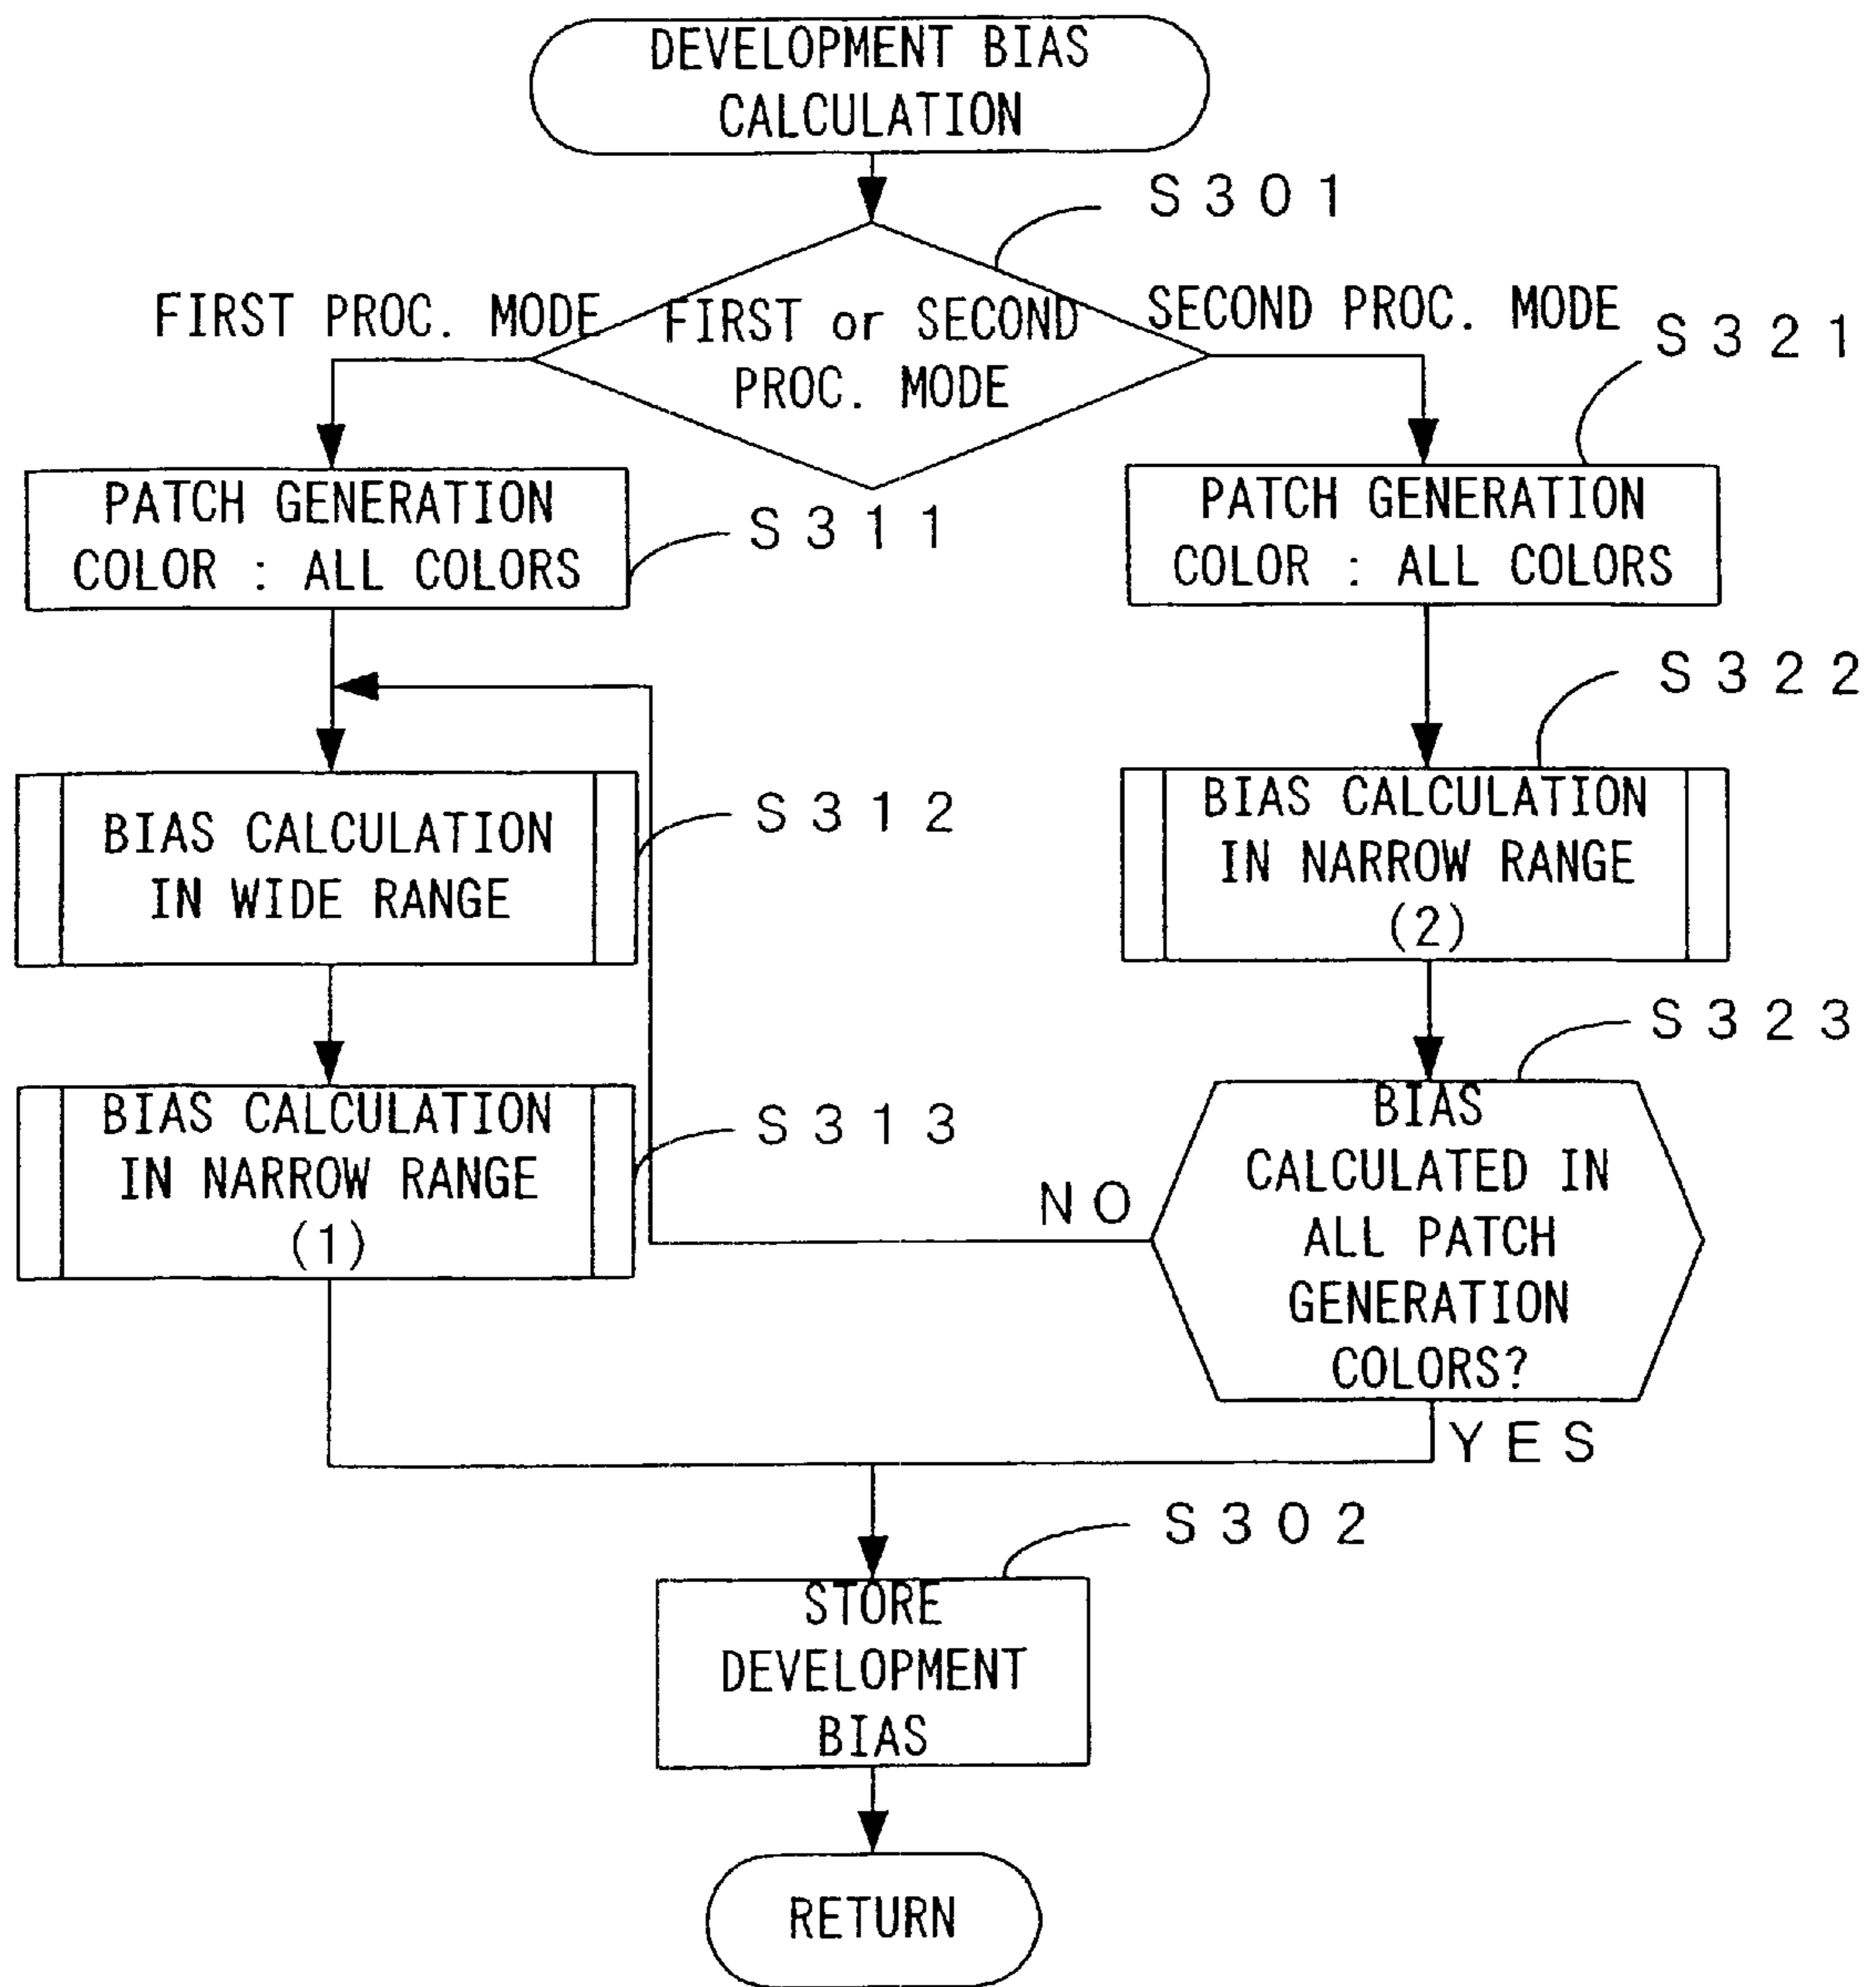 DEVELOPMENT BIAS
CALCULATION
S301
FIRST PROC. MODE
FIRST or SECOND
PROC. MODE
SECOND PROC. MODE
S321
PATCH GENERATION
COLOR : ALL COLORS
S311
PATCH GENERATION
COLOR : ALL COLORS
S322
BIAS CALCULATION
IN WIDE RANGE
S312
BIAS CALCULATION
IN NARROW RANGE
(2)
S323
BIAS CALCULATION
IN NARROW RANGE
(1)
S313
NO
BIAS
CALCULATED IN
ALL PATCH
GENERATION
COLORS?
YES
S302
STORE
DEVELOPMENT
BIAS
RETURN